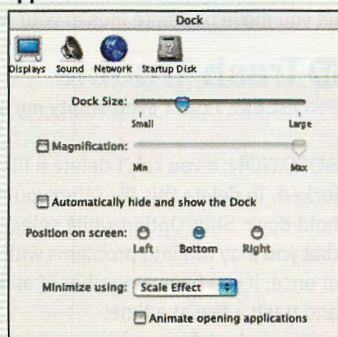 Dock
Displays Sound Network Startup Disk
Dock Size:
Small Large
Magnification:
Min Max
Automatically hide and show the Dock
Position on screen:
Left Bottom Right
Minimize using: Scale Effect
Animate opening applications